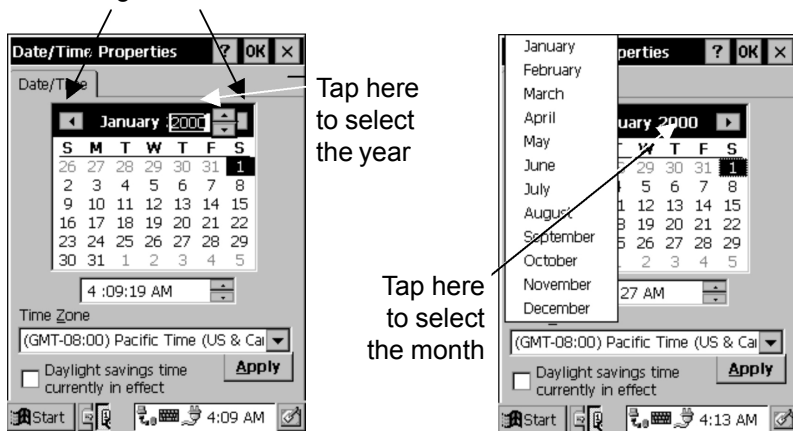 Date/Time Properties ? OK ×
Date/Time
January 2000
S M T W T F S
26 27 28 29 30 31 1
2 3 4 5 6 7 8
9 10 11 12 13 14 15
16 17 18 19 20 21 22
23 24 25 26 27 28 29
30 31 1 2 3 4 5
4 :09:19 AM
Time Zone
(GMT-08:00) Pacific Time (US & Cai
Daylight savings time
currently in effect
Apply
Start 4:09 AM
Tap here
to select
the year
perties ? OK ×
January
February
March
April
May
June
July
August
September
October
November
December
uary 2000
W T F S
29 30 31 1
5 6 7 8
12 13 14 15
19 20 21 22
26 27 28 29
2 3 4 5
27 AM
(GMT-08:00) Pacific Time (US & Cai
Daylight savings time
currently in effect
Apply
Start 4:13 AM
Tap here
to select
the month